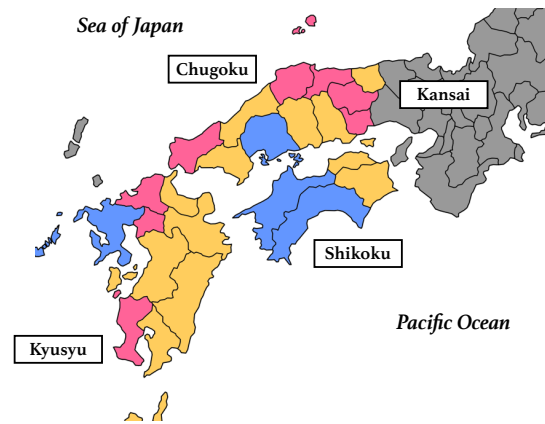 Sea of Japan
Chugoku
Kansai
Shikoku
Pacific Ocean
Kyusyu